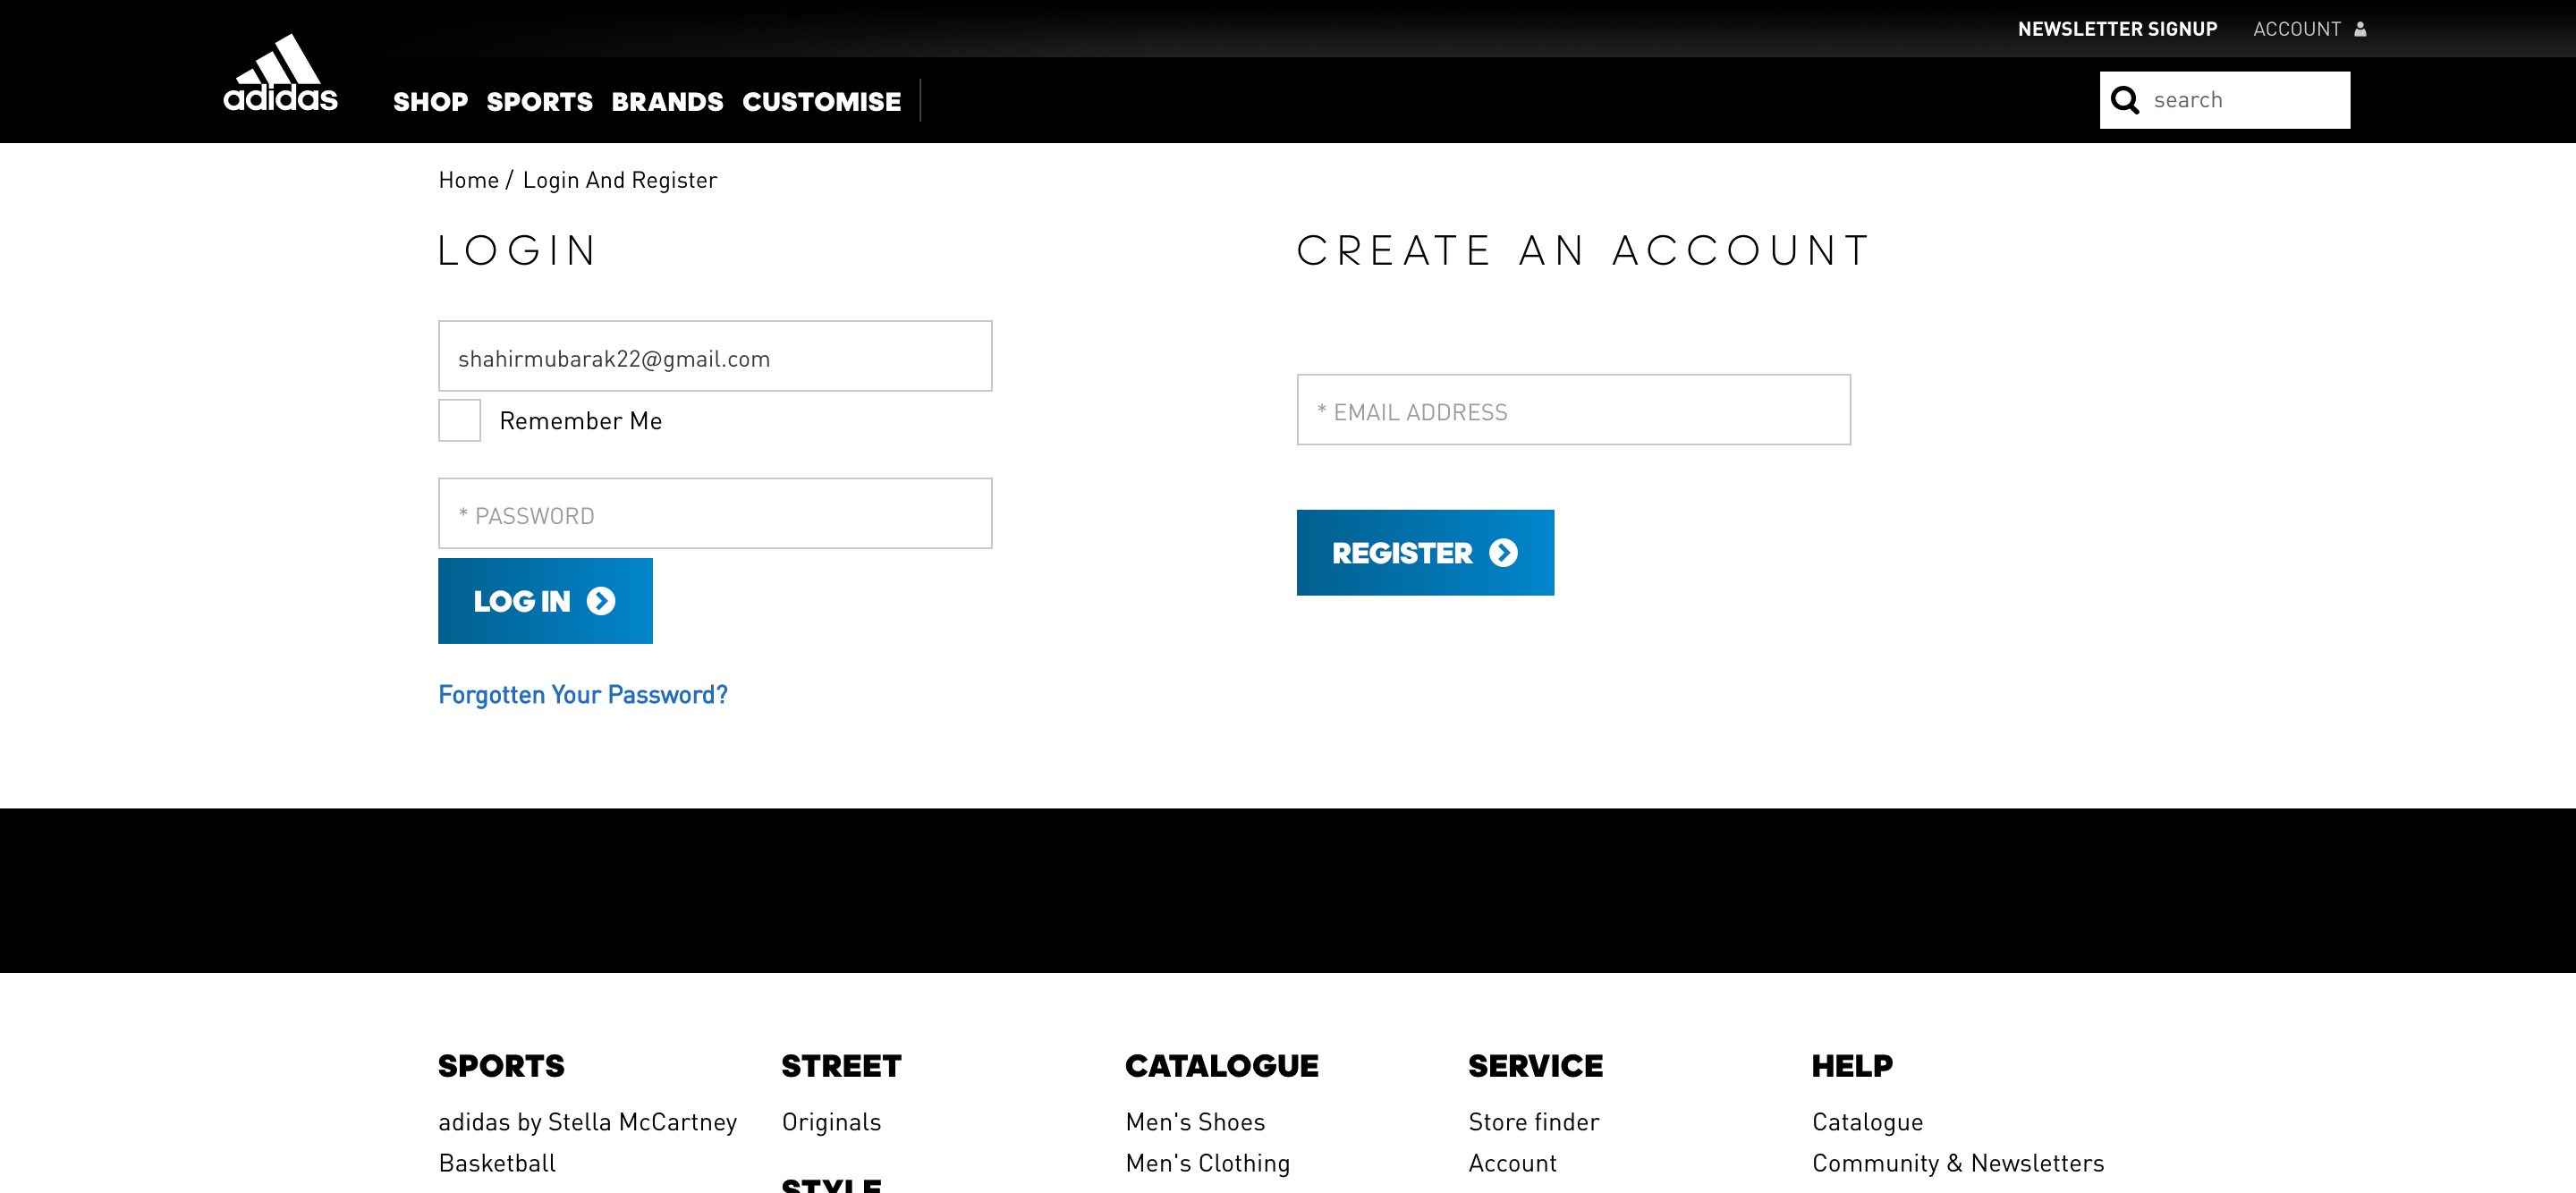 NEWSLETTER SIGNUP ACCOUNT
adidas
SHOP SPORTS BRANDS CUSTOMISE
search
Home / Login And Register
LOGIN
shahirmubarak22@gmail.com
Remember Me
* PASSWORD
LOG IN
Forgotten Your Password?
CREATE AN ACCOUNT
* EMAIL ADDRESS
REGISTER
SPORTS
adidas by Stella McCartney
Basketball
STREET
Originals
STYLE
CATALOGUE
Men's Shoes
Men's Clothing
SERVICE
Store finder
Account
HELP
Catalogue
Community & Newsletters